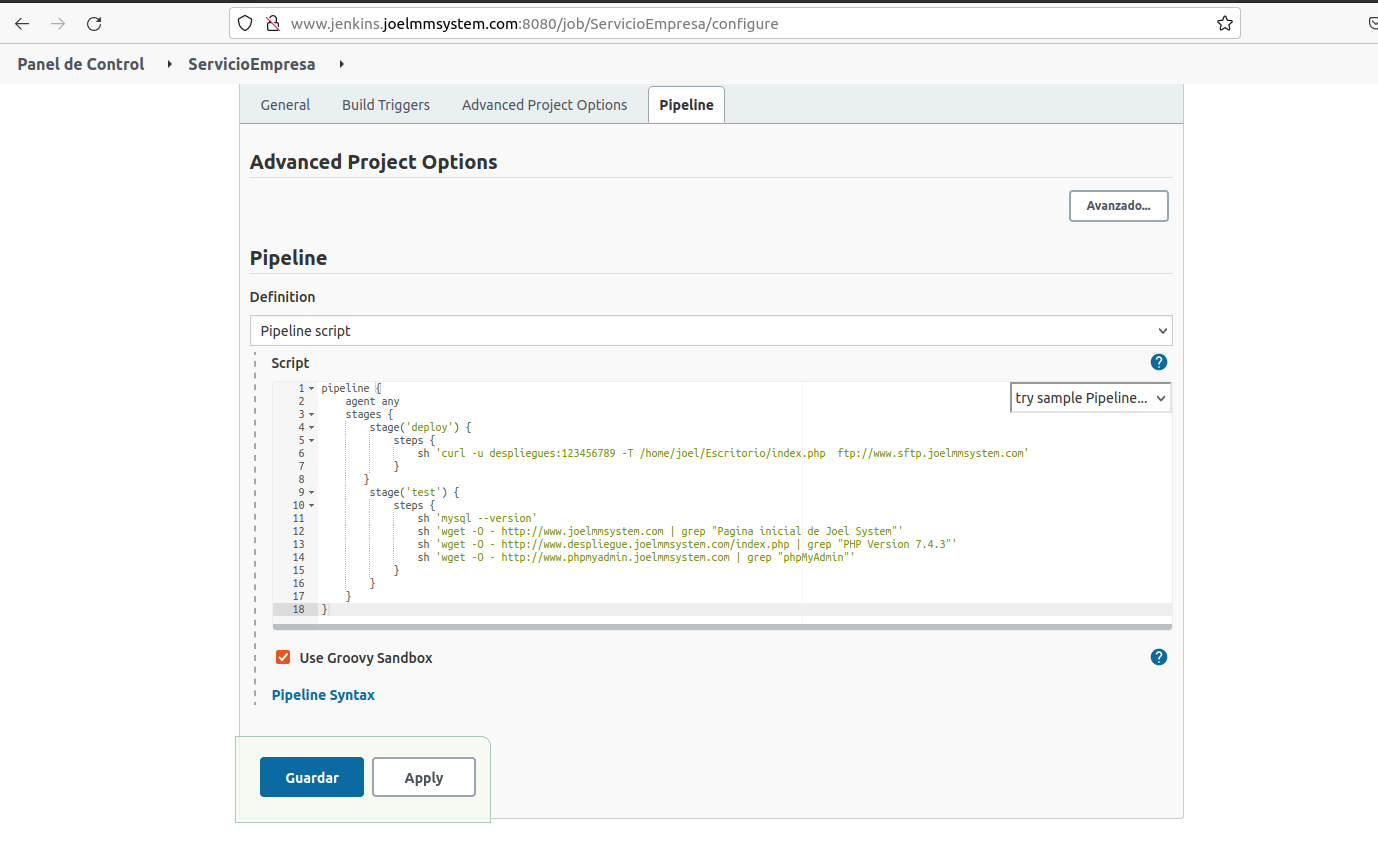 www.jenkins.joelmmsystem.com:8080/job/ServicioEmpresa/configure
Panel de Control ServicioEmpresa
General Build Triggers Advanced Project Options Pipeline
Advanced Project Options
Avanzado...
Pipeline
Definition
Pipeline script
Script
try sample Pipeline...
1 pipeline {
2 agent any
3 stages {
4 stage('deploy') {
5 steps {
6 sh 'curl -u despliegues:123456789 -T /home/joel/Escritorio/index.php  ftp://www.sftp.joelmmsystem.com'
7 }
8 }
9 stage('test') {
10 steps {
11 sh 'mysql --version'
12 sh 'wget -O - http://www.joelmmsystem.com | grep "Pagina inicial de Joel System"'
13 sh 'wget -O - http://www.despliegue.joelmmsystem.com/index.php | grep "PHP Version 7.4.3"'
14 sh 'wget -O - http://www.phpmyadmin.joelmmsystem.com | grep "phpMyAdmin"'
15 }
16 }
17 }
18 }
Use Groovy Sandbox
Pipeline Syntax
Guardar Apply